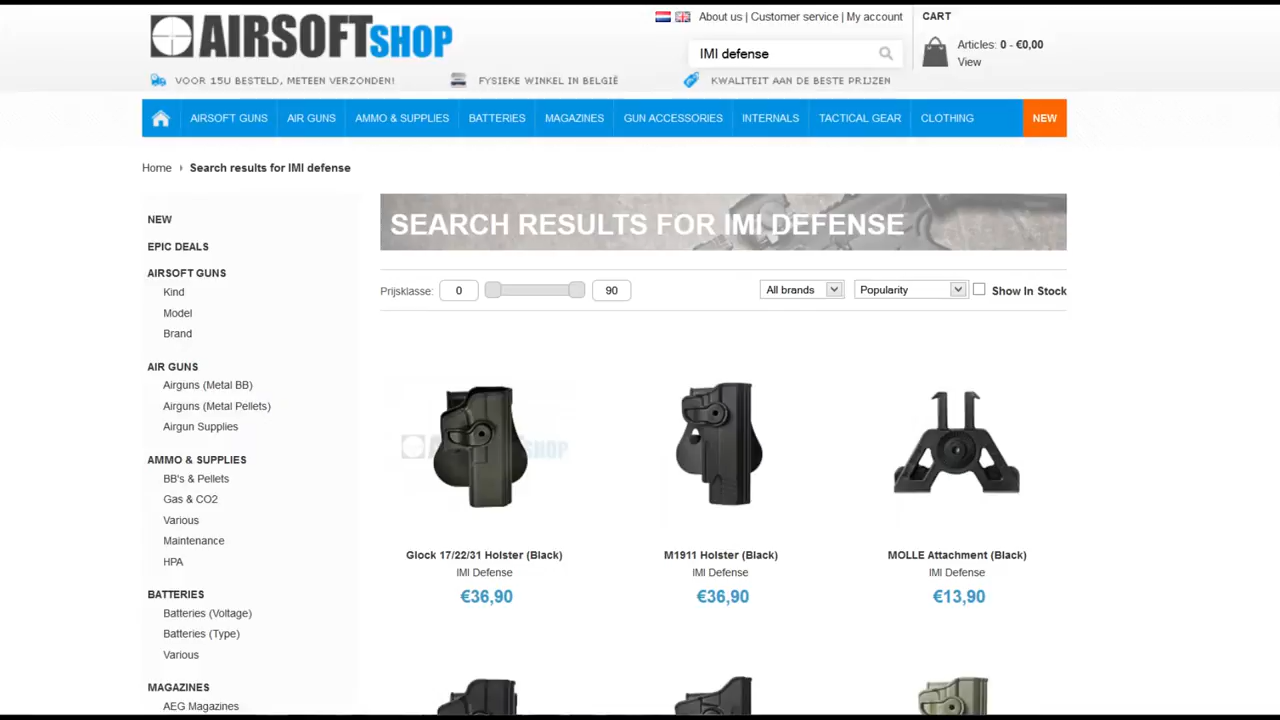 AIRSOFTSHOP
About us | Customer service | My account
CART
IMI defense
Articles: 0 - €0,00
View
VOOR 15U BESTELD, METEEN VERZONDEN!
FYSIEKE WINKEL IN BELGIË
KWALITEIT AAN DE BESTE PRIJZEN
AIRSOFT GUNS
AIR GUNS
AMMO & SUPPLIES
BATTERIES
MAGAZINES
GUN ACCESSORIES
INTERNALS
TACTICAL GEAR
CLOTHING
NEW
Home
Search results for IMI defense
NEW
EPIC DEALS
AIRSOFT GUNS
Kind
Model
Brand
AIR GUNS
Airguns (Metal BB)
Airguns (Metal Pellets)
Airgun Supplies
AMMO & SUPPLIES
BB's & Pellets
Gas & CO2
Various
Maintenance
HPA
BATTERIES
Batteries (Voltage)
Batteries (Type)
Various
MAGAZINES
AEG Magazines
SEARCH RESULTS FOR IMI DEFENSE
Prijsklasse: 0 90
All brands
Popularity
Show In Stock
AIRSOFTSHOP
Glock 17/22/31 Holster (Black)
IMI Defense
€36,90
M1911 Holster (Black)
IMI Defense
€36,90
MOLLE Attachment (Black)
IMI Defense
€13,90